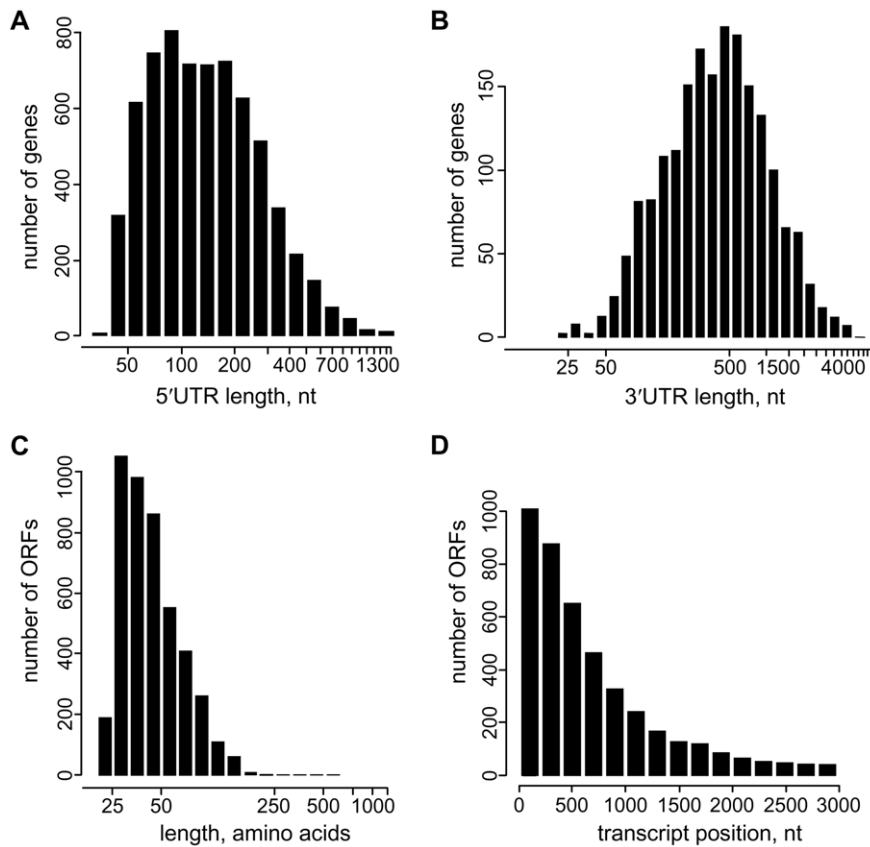 A
number of genes
0 200 400 600 800
50 100 200 400 700 1300
5′UTR length, nt
B
number of genes
0 50 100 150
25 50 500 1500 4000
3′UTR length, nt
C
number of ORFs
0 200 400 600 800 1000
25 50 250 500 1000
length, amino acids
D
number of ORFs
0 200 400 600 800 1000
0 500 1000 1500 2000 2500 3000
transcript position, nt